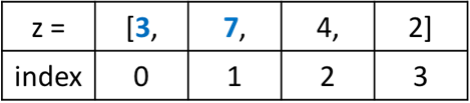 z = [3, 7, 4, 2]
index 0 1 2 3